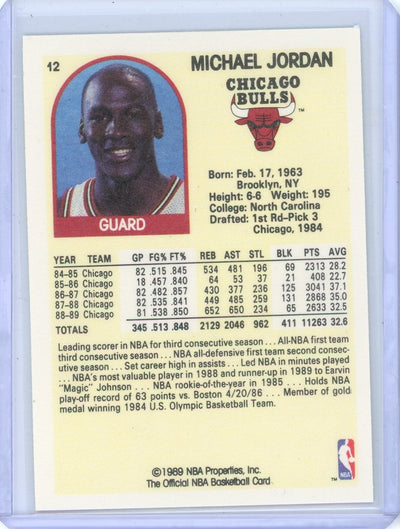 12
MICHAEL JORDAN
CHICAGO
BULLS
TM
Born: Feb. 17, 1963
Brooklyn, NY
Height: 6-6 Weight: 195
College: North Carolina
Drafted: 1st Rd-Pick 3
Chicago, 1984
GUARD
YEAR TEAM GP FG% FT% REB AST STL BLK PTS AVG
84-85 Chicago 82 .515 .845 534 481 196 69 2313 28.2
85-86 Chicago 18 .457 .840 64 53 37 21 408 22.7
86-87 Chicago 82 .482 .857 430 377 236 125 3041 37.1
87-88 Chicago 82 .535 .841 449 485 259 131 2868 35.0
88-89 Chicago 81 .538 .850 652 650 234 65 2633 32.5
TOTALS 345 .513 .848 2129 2046 962 411 11263 32.6
Leading scorer in NBA for third consecutive season . . . All-NBA first team
third consecutive season . . . NBA all-defensive first team second consec-
utive season . . . Set career high in assists . . . Led NBA in minutes played
. . . NBA's most valuable player in 1988 and runner-up in 1989 to Earvin
"Magic" Johnson . . . NBA rookie-of-the-year in 1985 . . . Holds NBA
play-off record of 63 points vs. Boston 4/20/86 . . . Member of gold
medal winning 1984 U.S. Olympic Basketball Team.
©1989 NBA Properties, Inc.
The Official NBA Basketball Card
TM
NBA